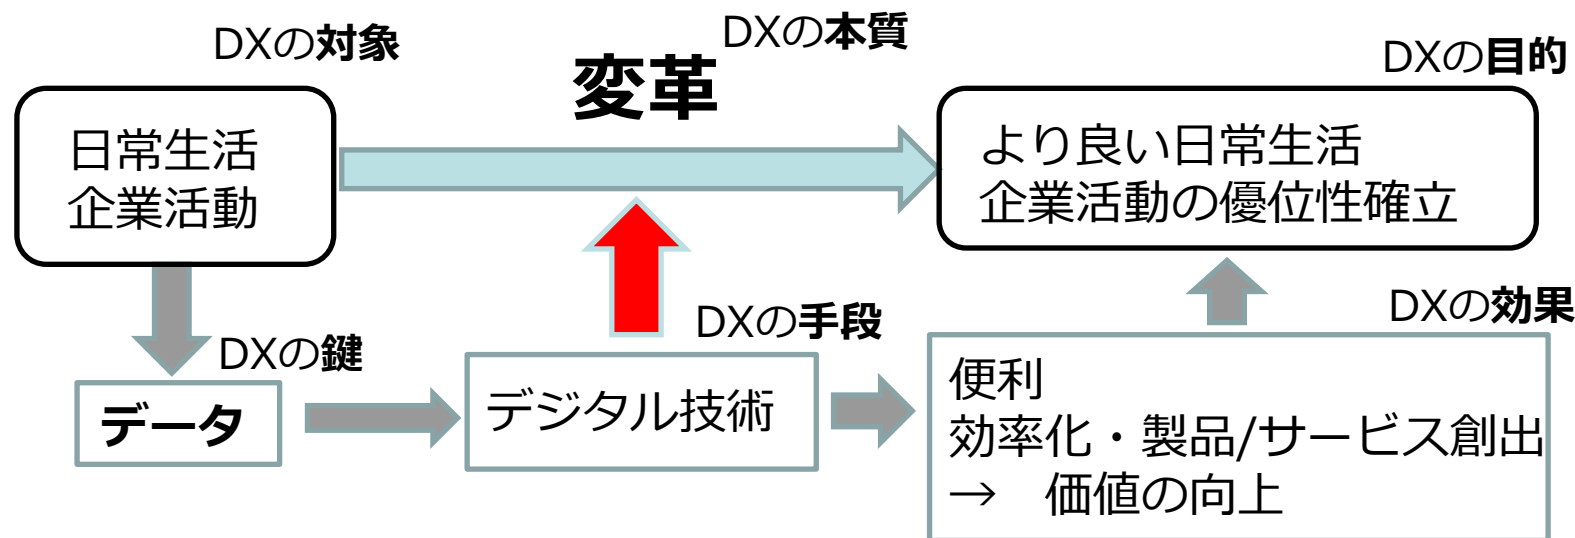 DXの対象
DXの本質
変革
DXの目的
日常生活
企業活動
より良い日常生活
企業活動の優位性確立
DXの鍵
データ
DXの手段
デジタル技術
DXの効果
便利
効率化・製品/サービス創出
→　価値の向上